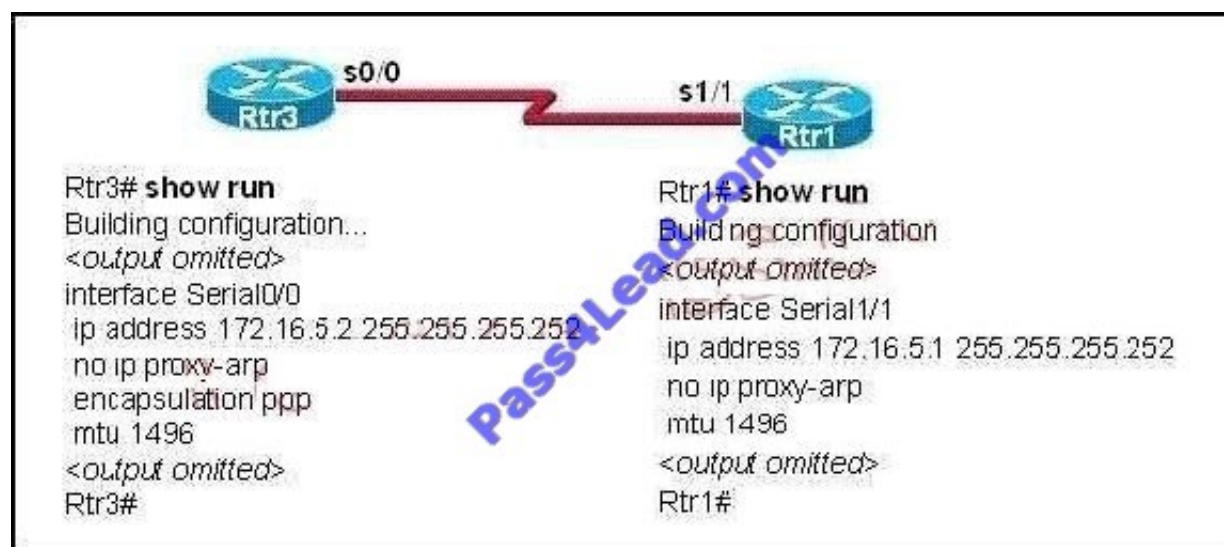 s0/0
s1/1
Rtr3
Rtr1
Rtr3# show run
Building configuration...
<output omitted>
interface Serial0/0
ip address 172.16.5.2 255.255.255.252
no ip proxy-arp
encapsulation ppp
mtu 1496
<output omitted>
Rtr3#
Rtr1# show run
Building configuration
<output omitted>
interface Serial1/1
ip address 172.16.5.1 255.255.255.252
no ip proxy-arp
mtu 1496
<output omitted>
Rtr1#
Pass4Lead.com